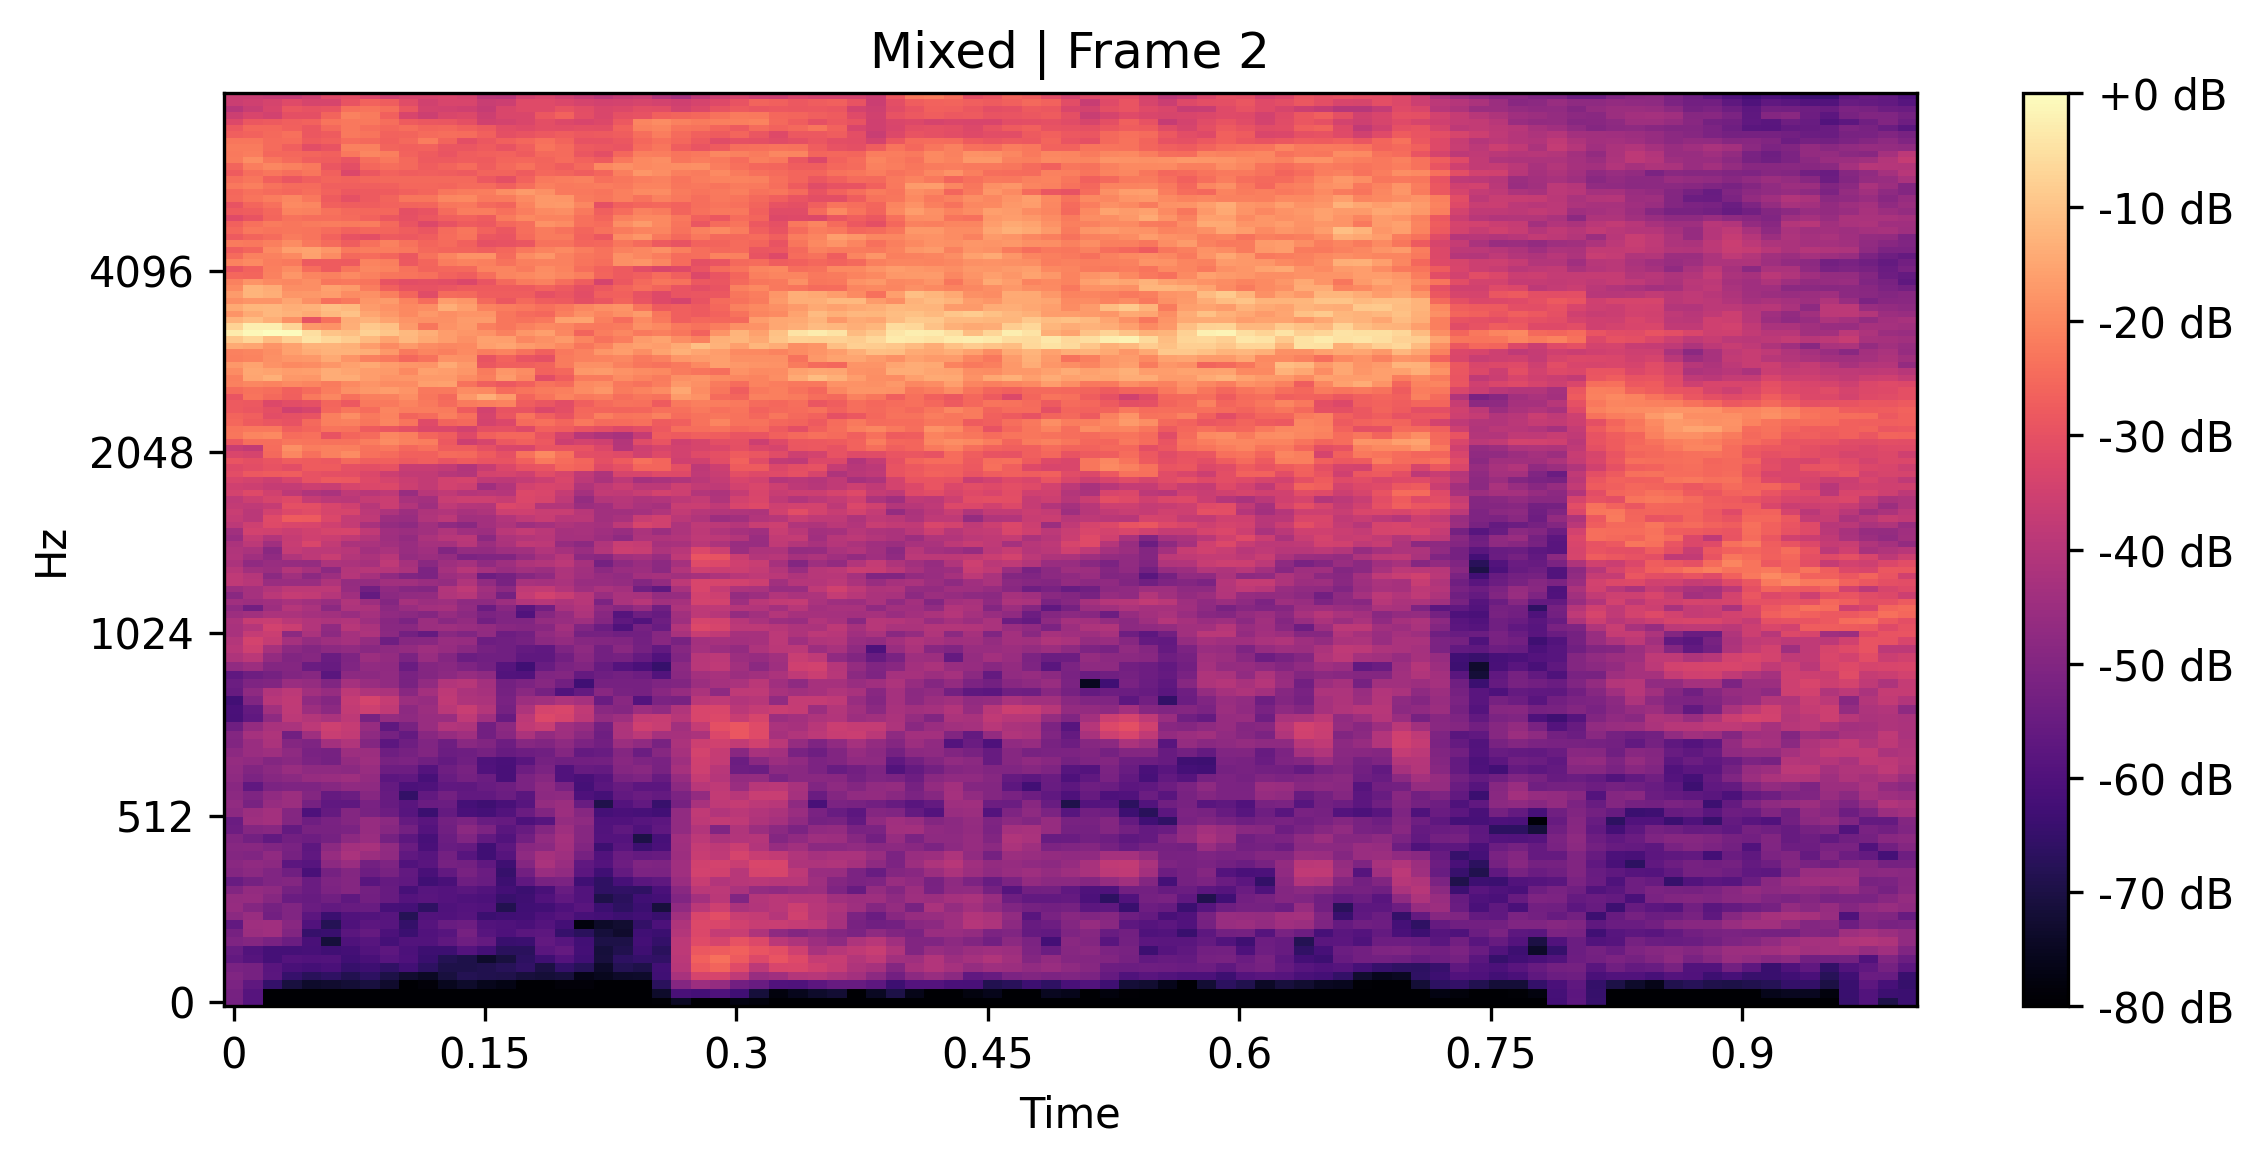 Mixed | Frame 2
+0 dB
-10 dB
-20 dB
-30 dB
-40 dB
-50 dB
-60 dB
-70 dB
-80 dB
Hz
4096
2048
1024
512
0
0 0.15 0.3 0.45 0.6 0.75 0.9
Time